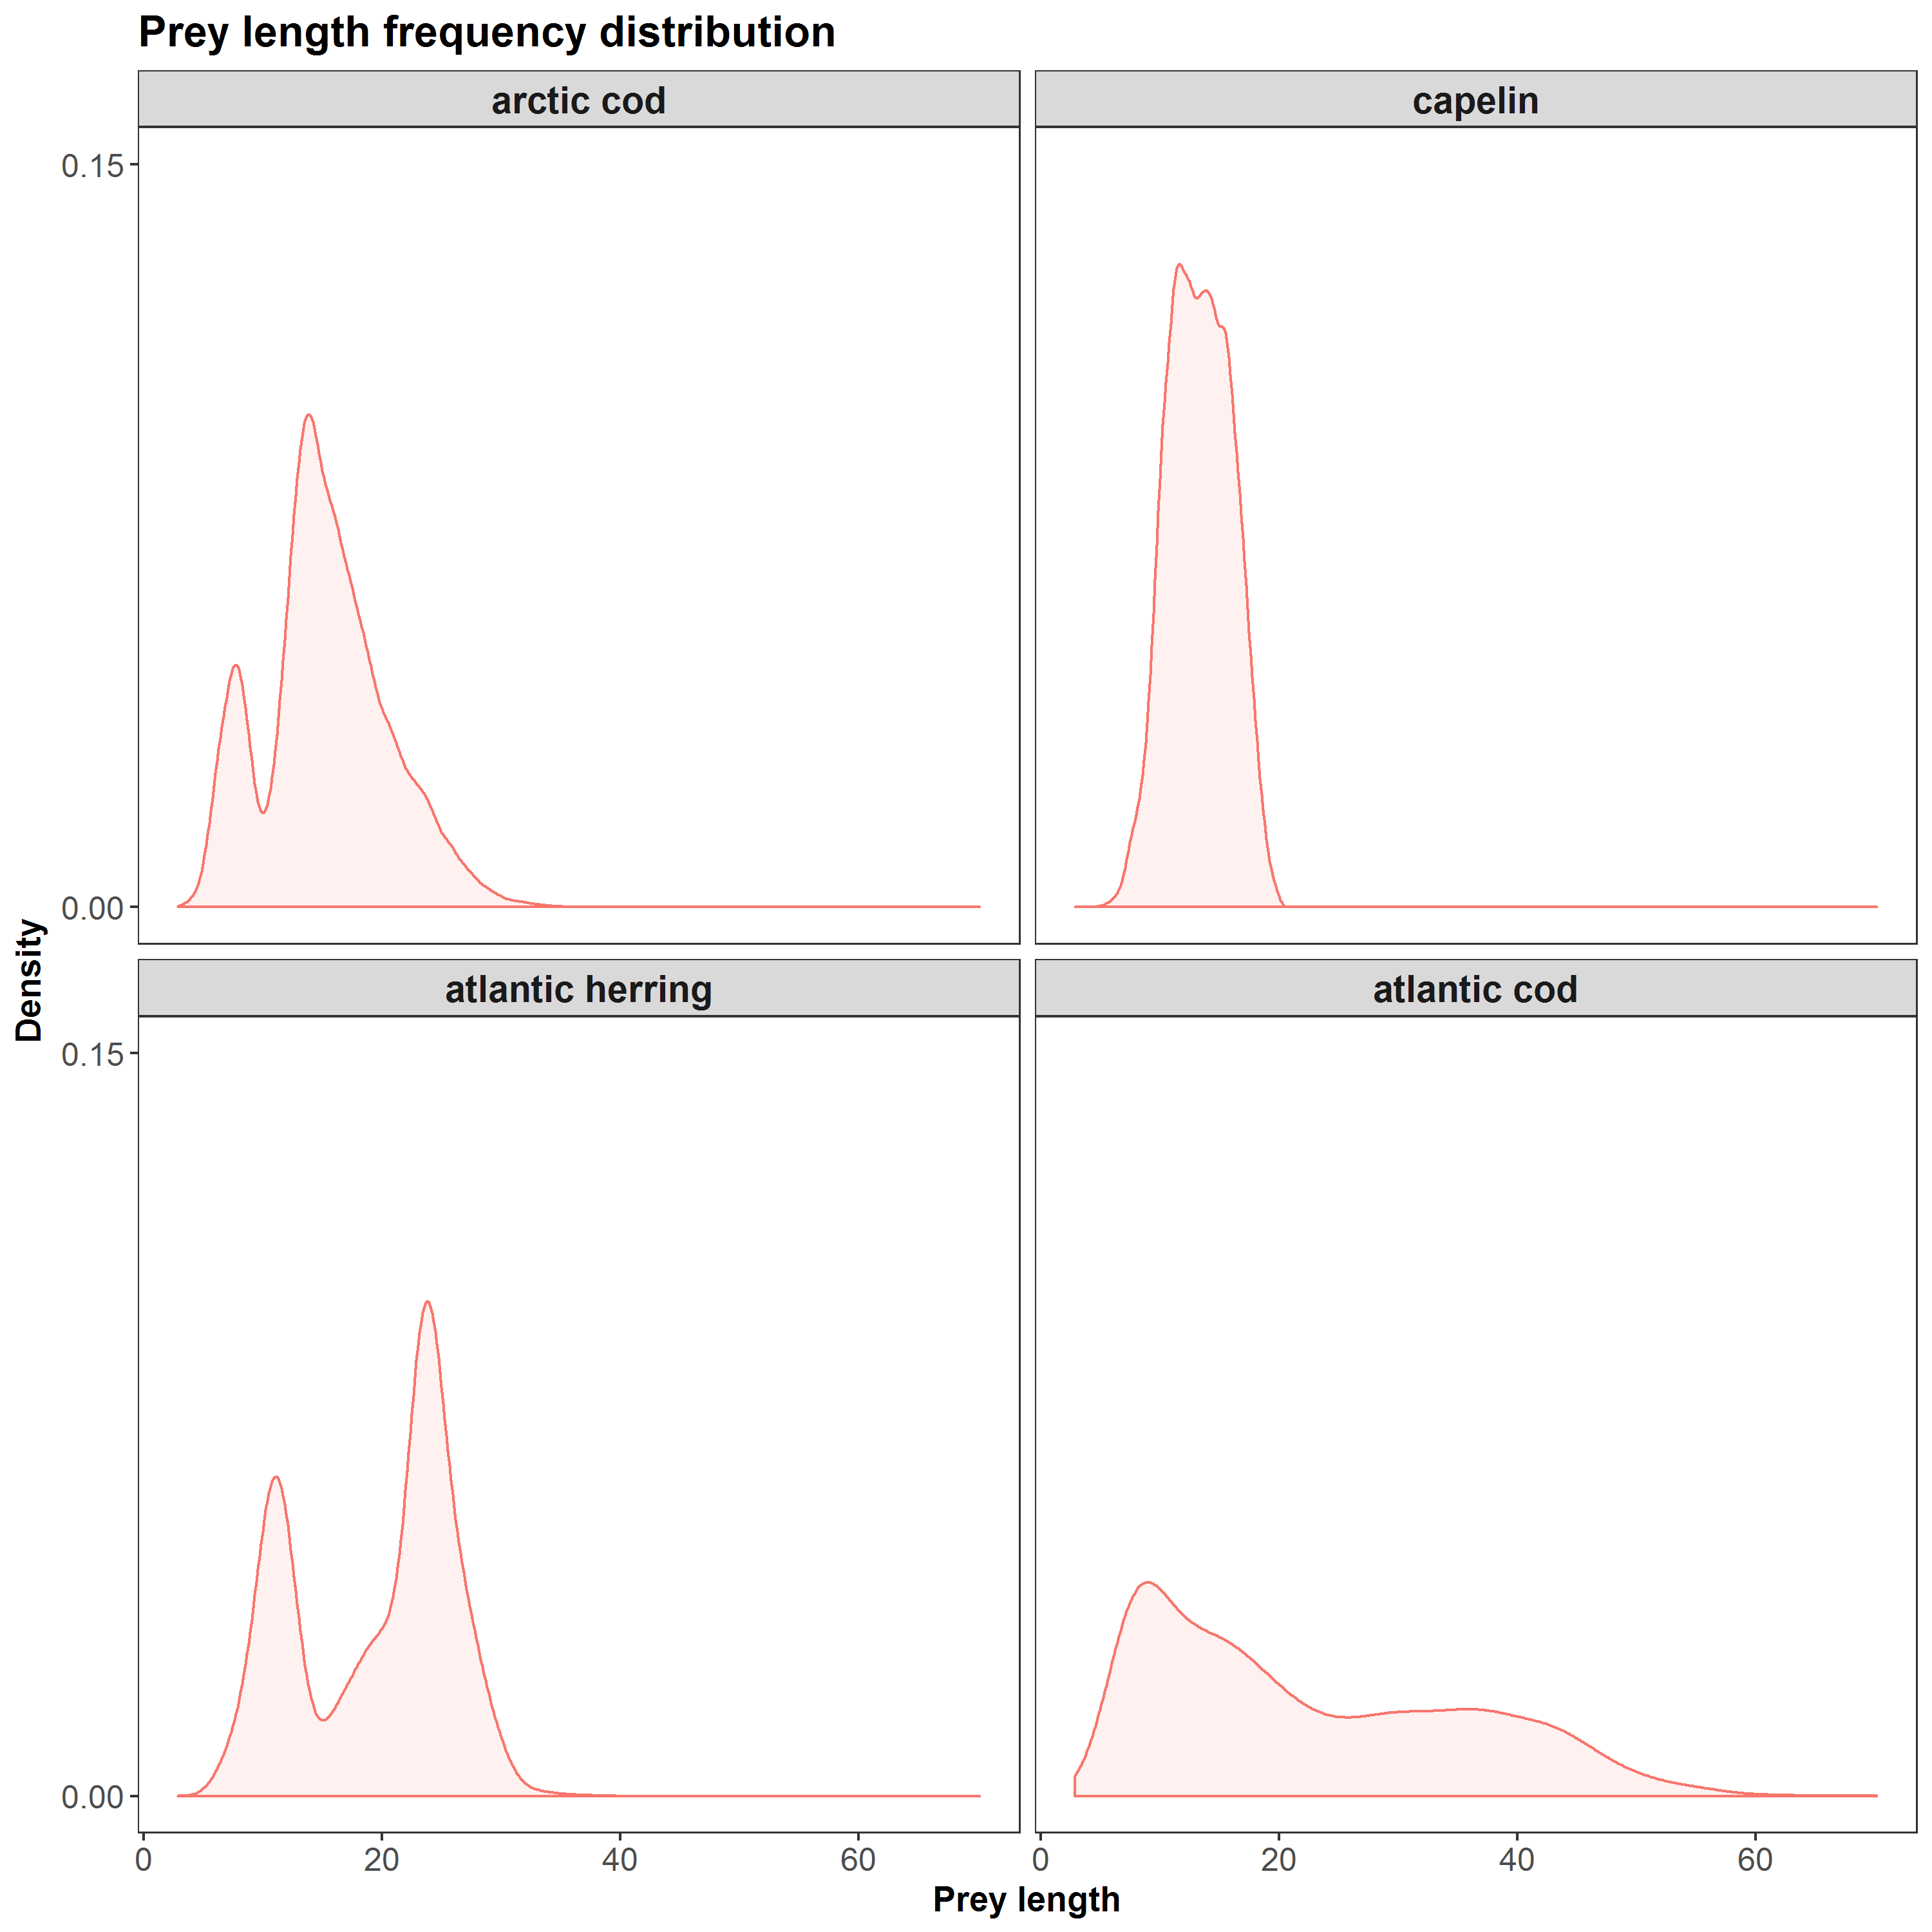 Prey length frequency distribution
arctic cod
capelin
0.15
0.00
Density
atlantic herring
atlantic cod
0.15
0.00
0 20 40 60
0 20 40 60
Prey length